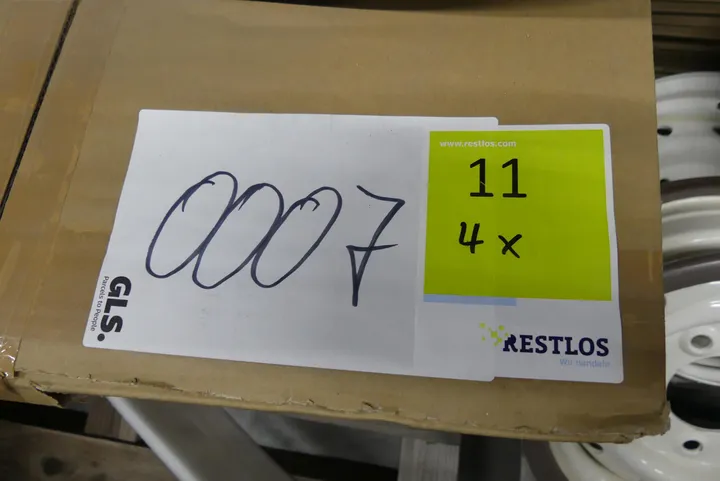 0007
GLS.
Parcels to People
www.restlos.com
11
4 x
RESTLOS
Wir handeln